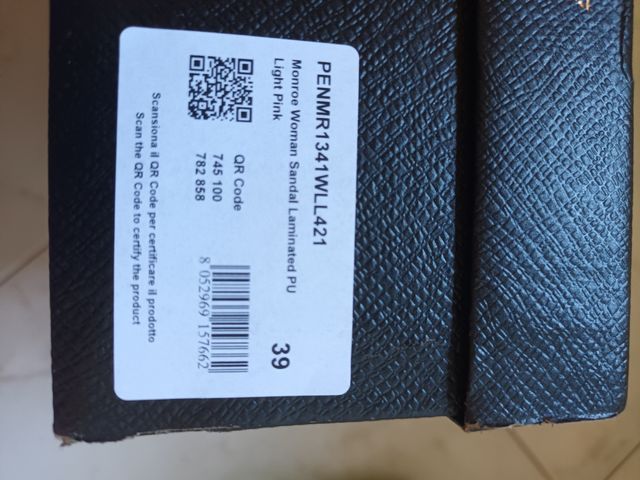 PENMR1341WLL421
Monroe Woman Sandal Laminated PU
Light Pink
39
QR Code
745 100
782 858
8 052969 157662
Scansiona il QR Code per certificare il prodotto
Scan the QR Code to certify the product